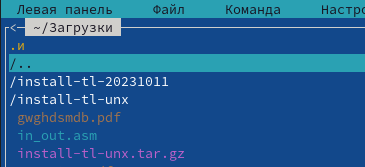 Левая панель Файл Команда Настро
<─ ~/Загрузки
.и
/..
/install-tl-20231011
/install-tl-unx
gwghdsmdb.pdf
in_out.asm
install-tl-unx.tar.gz